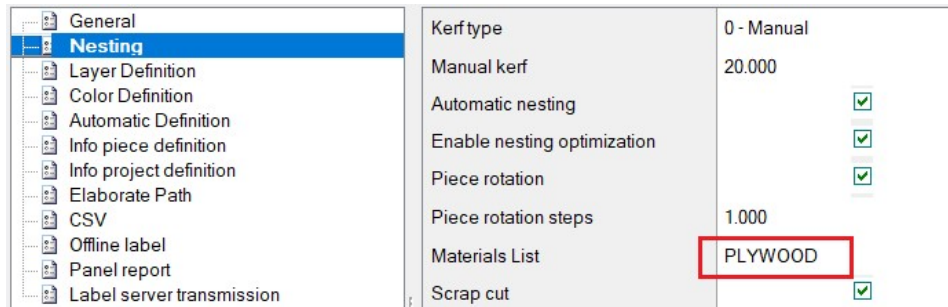 General
Nesting
Layer Definition
Color Definition
Automatic Definition
Info piece definition
Info project definition
Elaborate Path
CSV
Offline label
Panel report
Label server transmission
Kerf type 0 - Manual
Manual kerf 20.000
Automatic nesting
Enable nesting optimization
Piece rotation
Piece rotation steps 1.000
Materials List PLYWOOD
Scrap cut